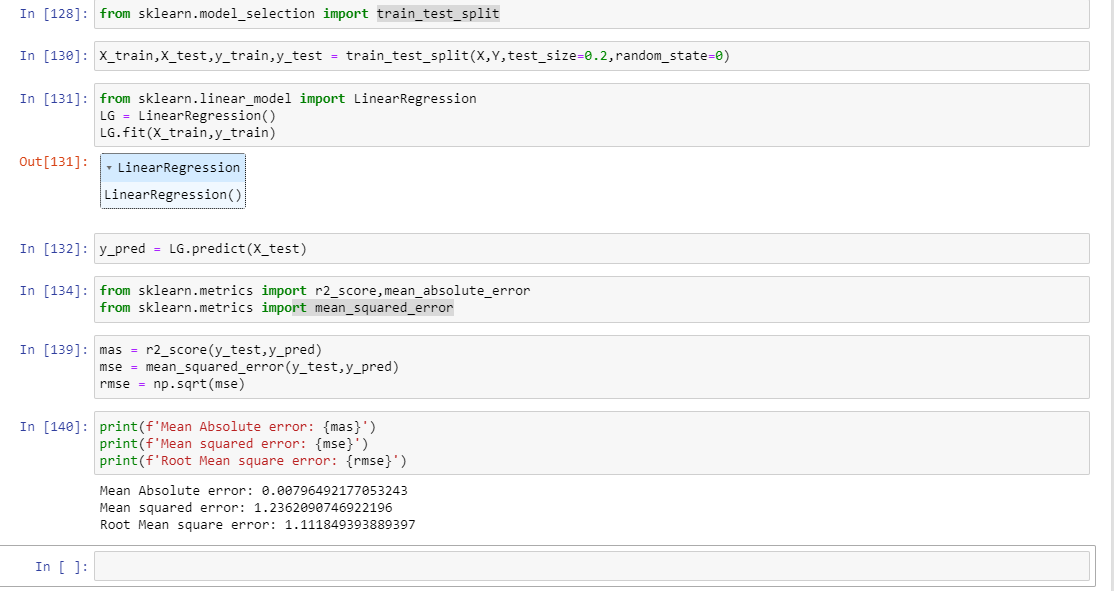 In [128]: from sklearn.model_selection import train_test_split
In [130]: X_train,X_test,y_train,y_test = train_test_split(X,Y,test_size=0.2,random_state=0)
In [131]: from sklearn.linear_model import LinearRegression
LG = LinearRegression()
LG.fit(X_train,y_train)
Out[131]: ▾ LinearRegression
LinearRegression()
In [132]: y_pred = LG.predict(X_test)
In [134]: from sklearn.metrics import r2_score,mean_absolute_error
from sklearn.metrics import mean_squared_error
In [139]: mas = r2_score(y_test,y_pred)
mse = mean_squared_error(y_test,y_pred)
rmse = np.sqrt(mse)
In [140]: print(f'Mean Absolute error: {mas}')
print(f'Mean squared error: {mse}')
print(f'Root Mean square error: {rmse}')
Mean Absolute error: 0.00796492177053243
Mean squared error: 1.2362090746922196
Root Mean square error: 1.111849393889397
In [ ]: